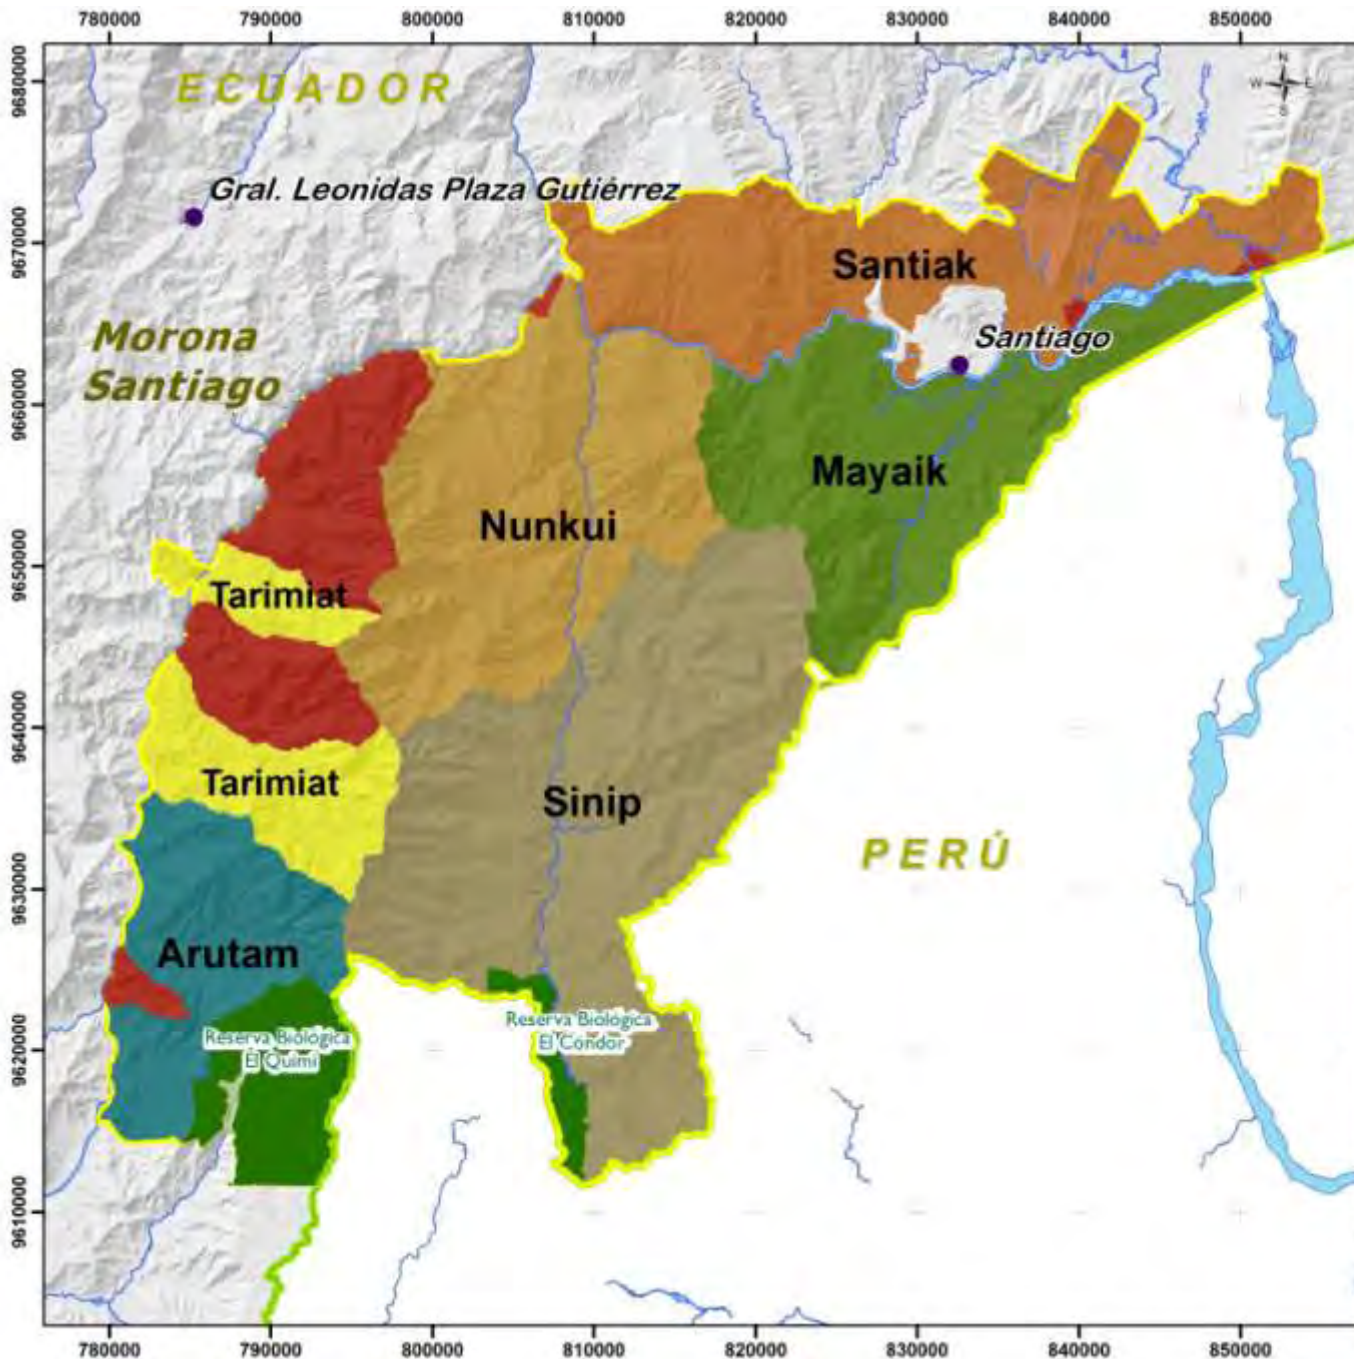 780000 790000 800000 810000 820000 830000 840000 850000
9680000
9670000
9660000
9650000
9640000
9630000
9620000
9610000
N
W E
S
ECUADOR
Gral. Leonidas Plaza Gutiérrez
Santiak
Morona
Santiago
Santiago
Mayaik
Nunkui
Tarimiat
Tarimiat
Sinip
PERÚ
Arutam
Reserva Biológica
El Quimi
Reserva Biológica
El Condor
780000 790000 800000 810000 820000 830000 840000 850000